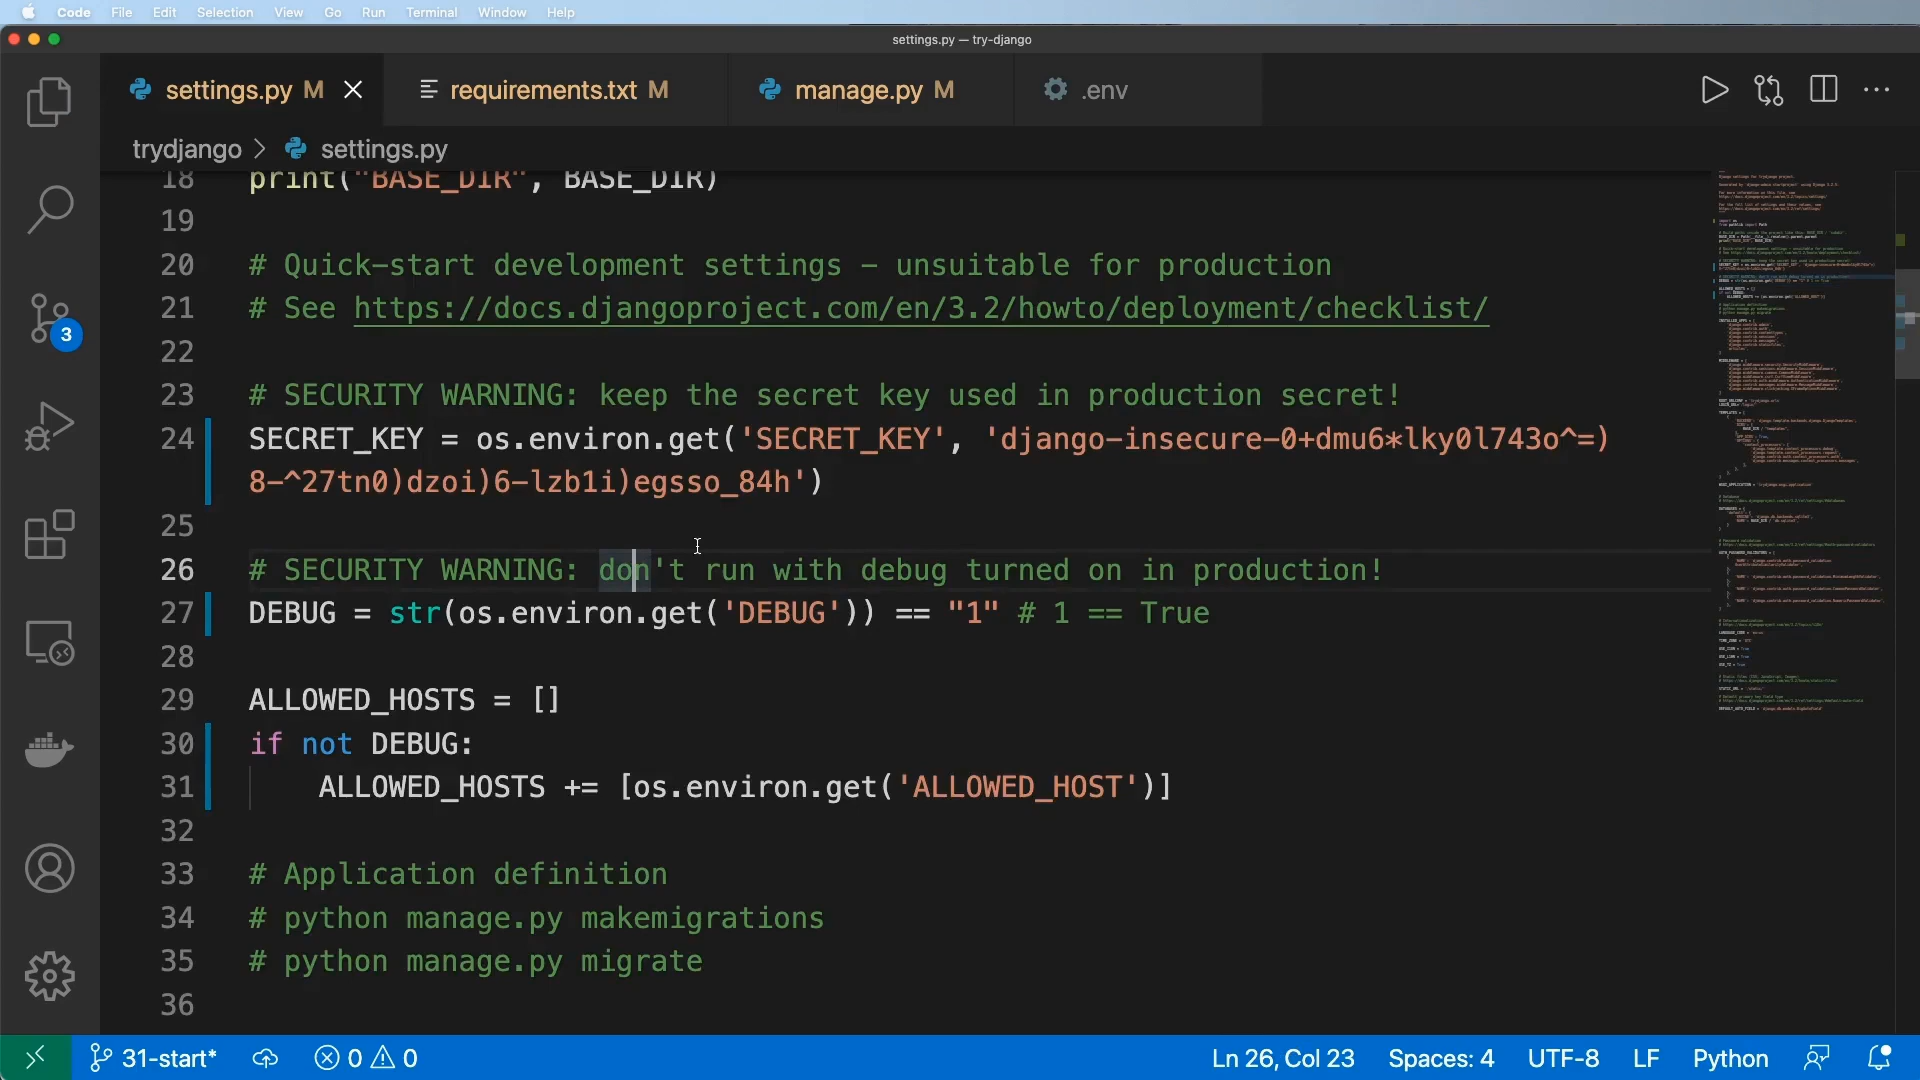 Code File Edit Selection View Go Run Terminal Window Help
settings.py — try-django
settings.py M requirements.txt M manage.py M .env
trydjango > settings.py
18 print("BASE_DIR", BASE_DIR)
19
20 # Quick-start development settings - unsuitable for production
21 # See https://docs.djangoproject.com/en/3.2/howto/deployment/checklist/
22
23 # SECURITY WARNING: keep the secret key used in production secret!
24 SECRET_KEY = os.environ.get('SECRET_KEY', 'django-insecure-0+dmu6*lky0l743o^=)
8-^27tn0)dzoi)6-lzb1i)egsso_84h')
25
26 # SECURITY WARNING: don't run with debug turned on in production!
27 DEBUG = str(os.environ.get('DEBUG')) == "1" # 1 == True
28
29 ALLOWED_HOSTS = []
30 if not DEBUG:
31 ALLOWED_HOSTS += [os.environ.get('ALLOWED_HOST')]
32
33 # Application definition
34 # python manage.py makemigrations
35 # python manage.py migrate
36
3
31-start* 0 0 Ln 26, Col 23 Spaces: 4 UTF-8 LF Python